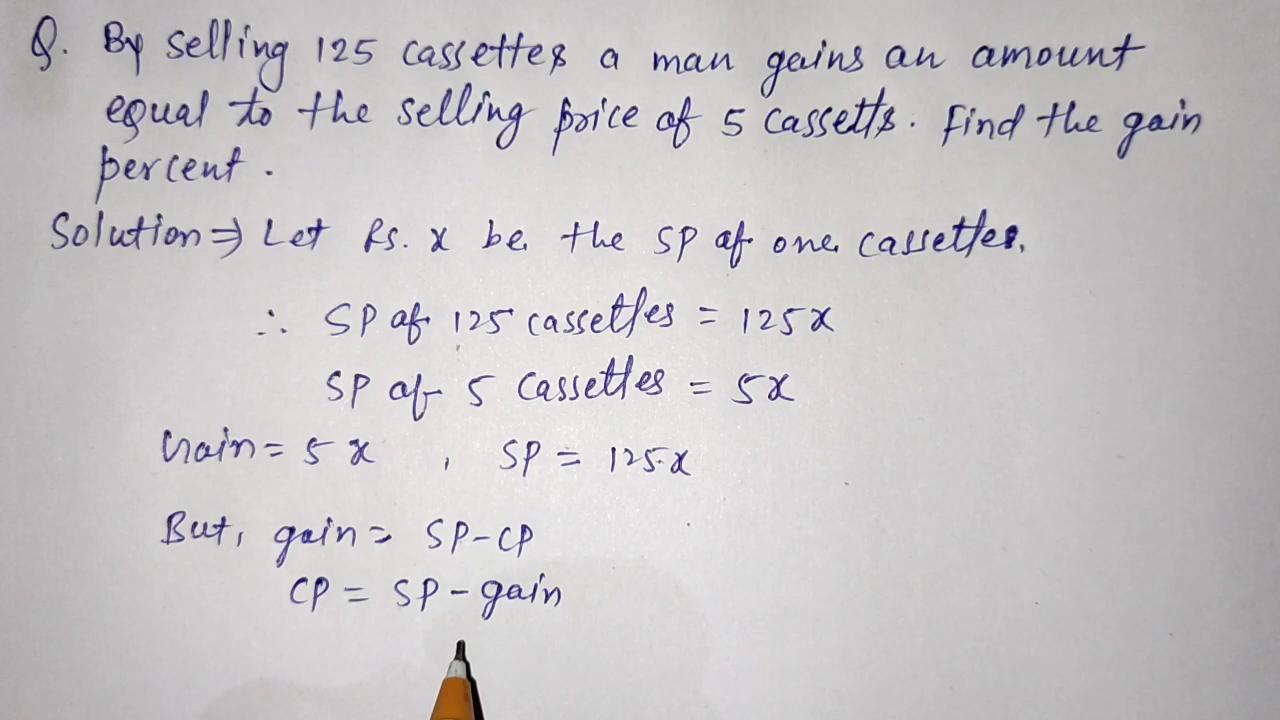 Q. By selling 125 cassettes a man gains an amount
equal to the selling price of 5 cassetts. Find the gain
percent.
Solution⇒ Let Rs. x be the SP of one cassettes.
∴ SP of 125 cassettes = 125x
SP of 5 cassettes = 5x
Gain = 5x , SP = 125x
But, gain = SP-CP
CP = SP - gain